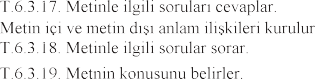 T.6.3.17. Metinle ilgili soruları cevaplar.
Metin içi ve metin dışı anlam ilişkileri kurulur
T.6.3.18. Metinle ilgili sorular sorar.
T.6.3.19. Metnin konusunu belirler.